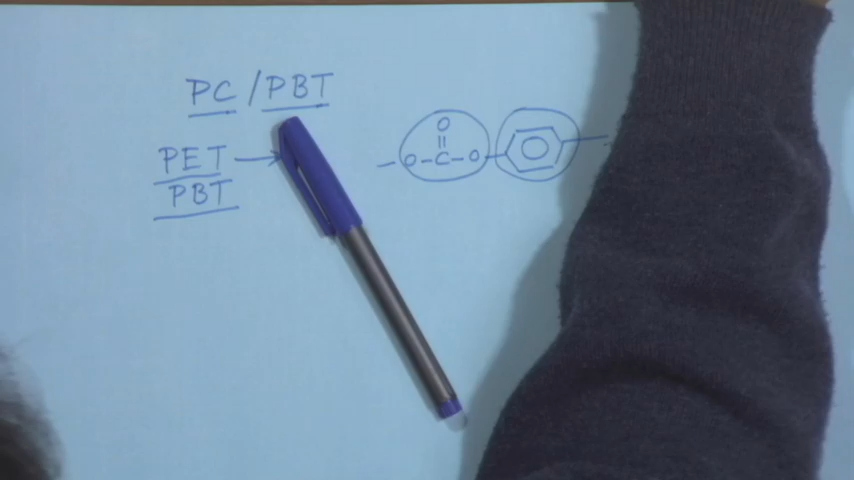 PC / PBT
PET →
PBT
O
||
– O – C – O –